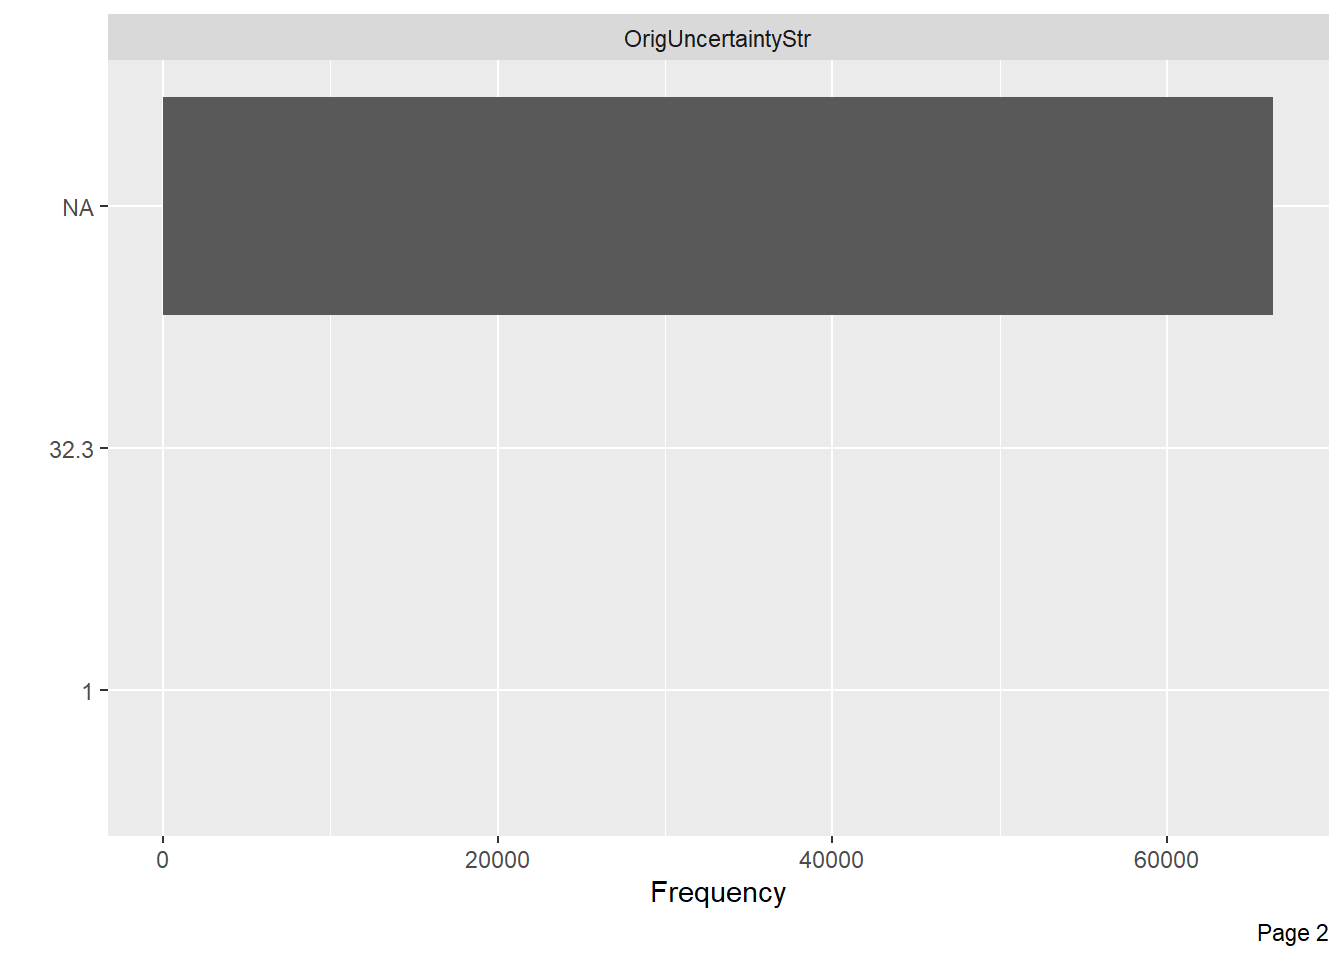 OrigUncertaintyStr
NA
32.3
1
0 20000 40000 60000
Frequency
Page 2